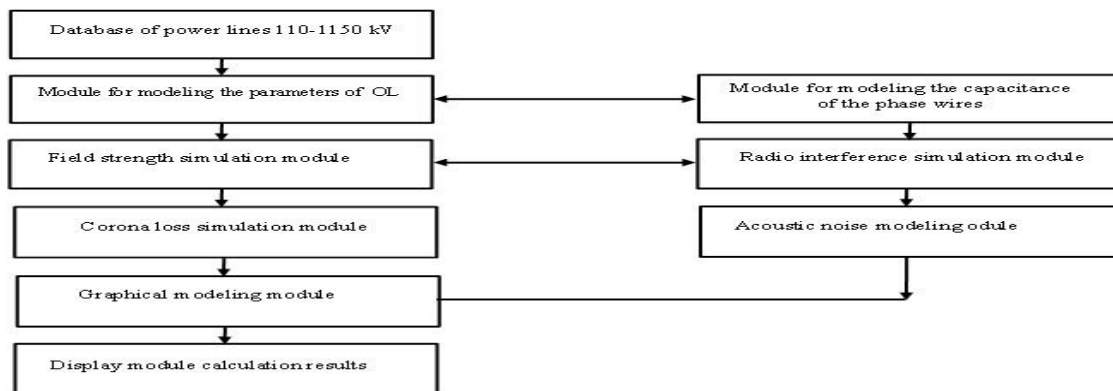 Database of power lines 110-1150 kV
Module for modeling the parameters of OL
Module for modeling the capacitance
of the phase wires
Field strength simulation module
Radio interference simulation module
Corona loss simulation module
Acoustic noise modeling odule
Graphical modeling module
Display module calculation results